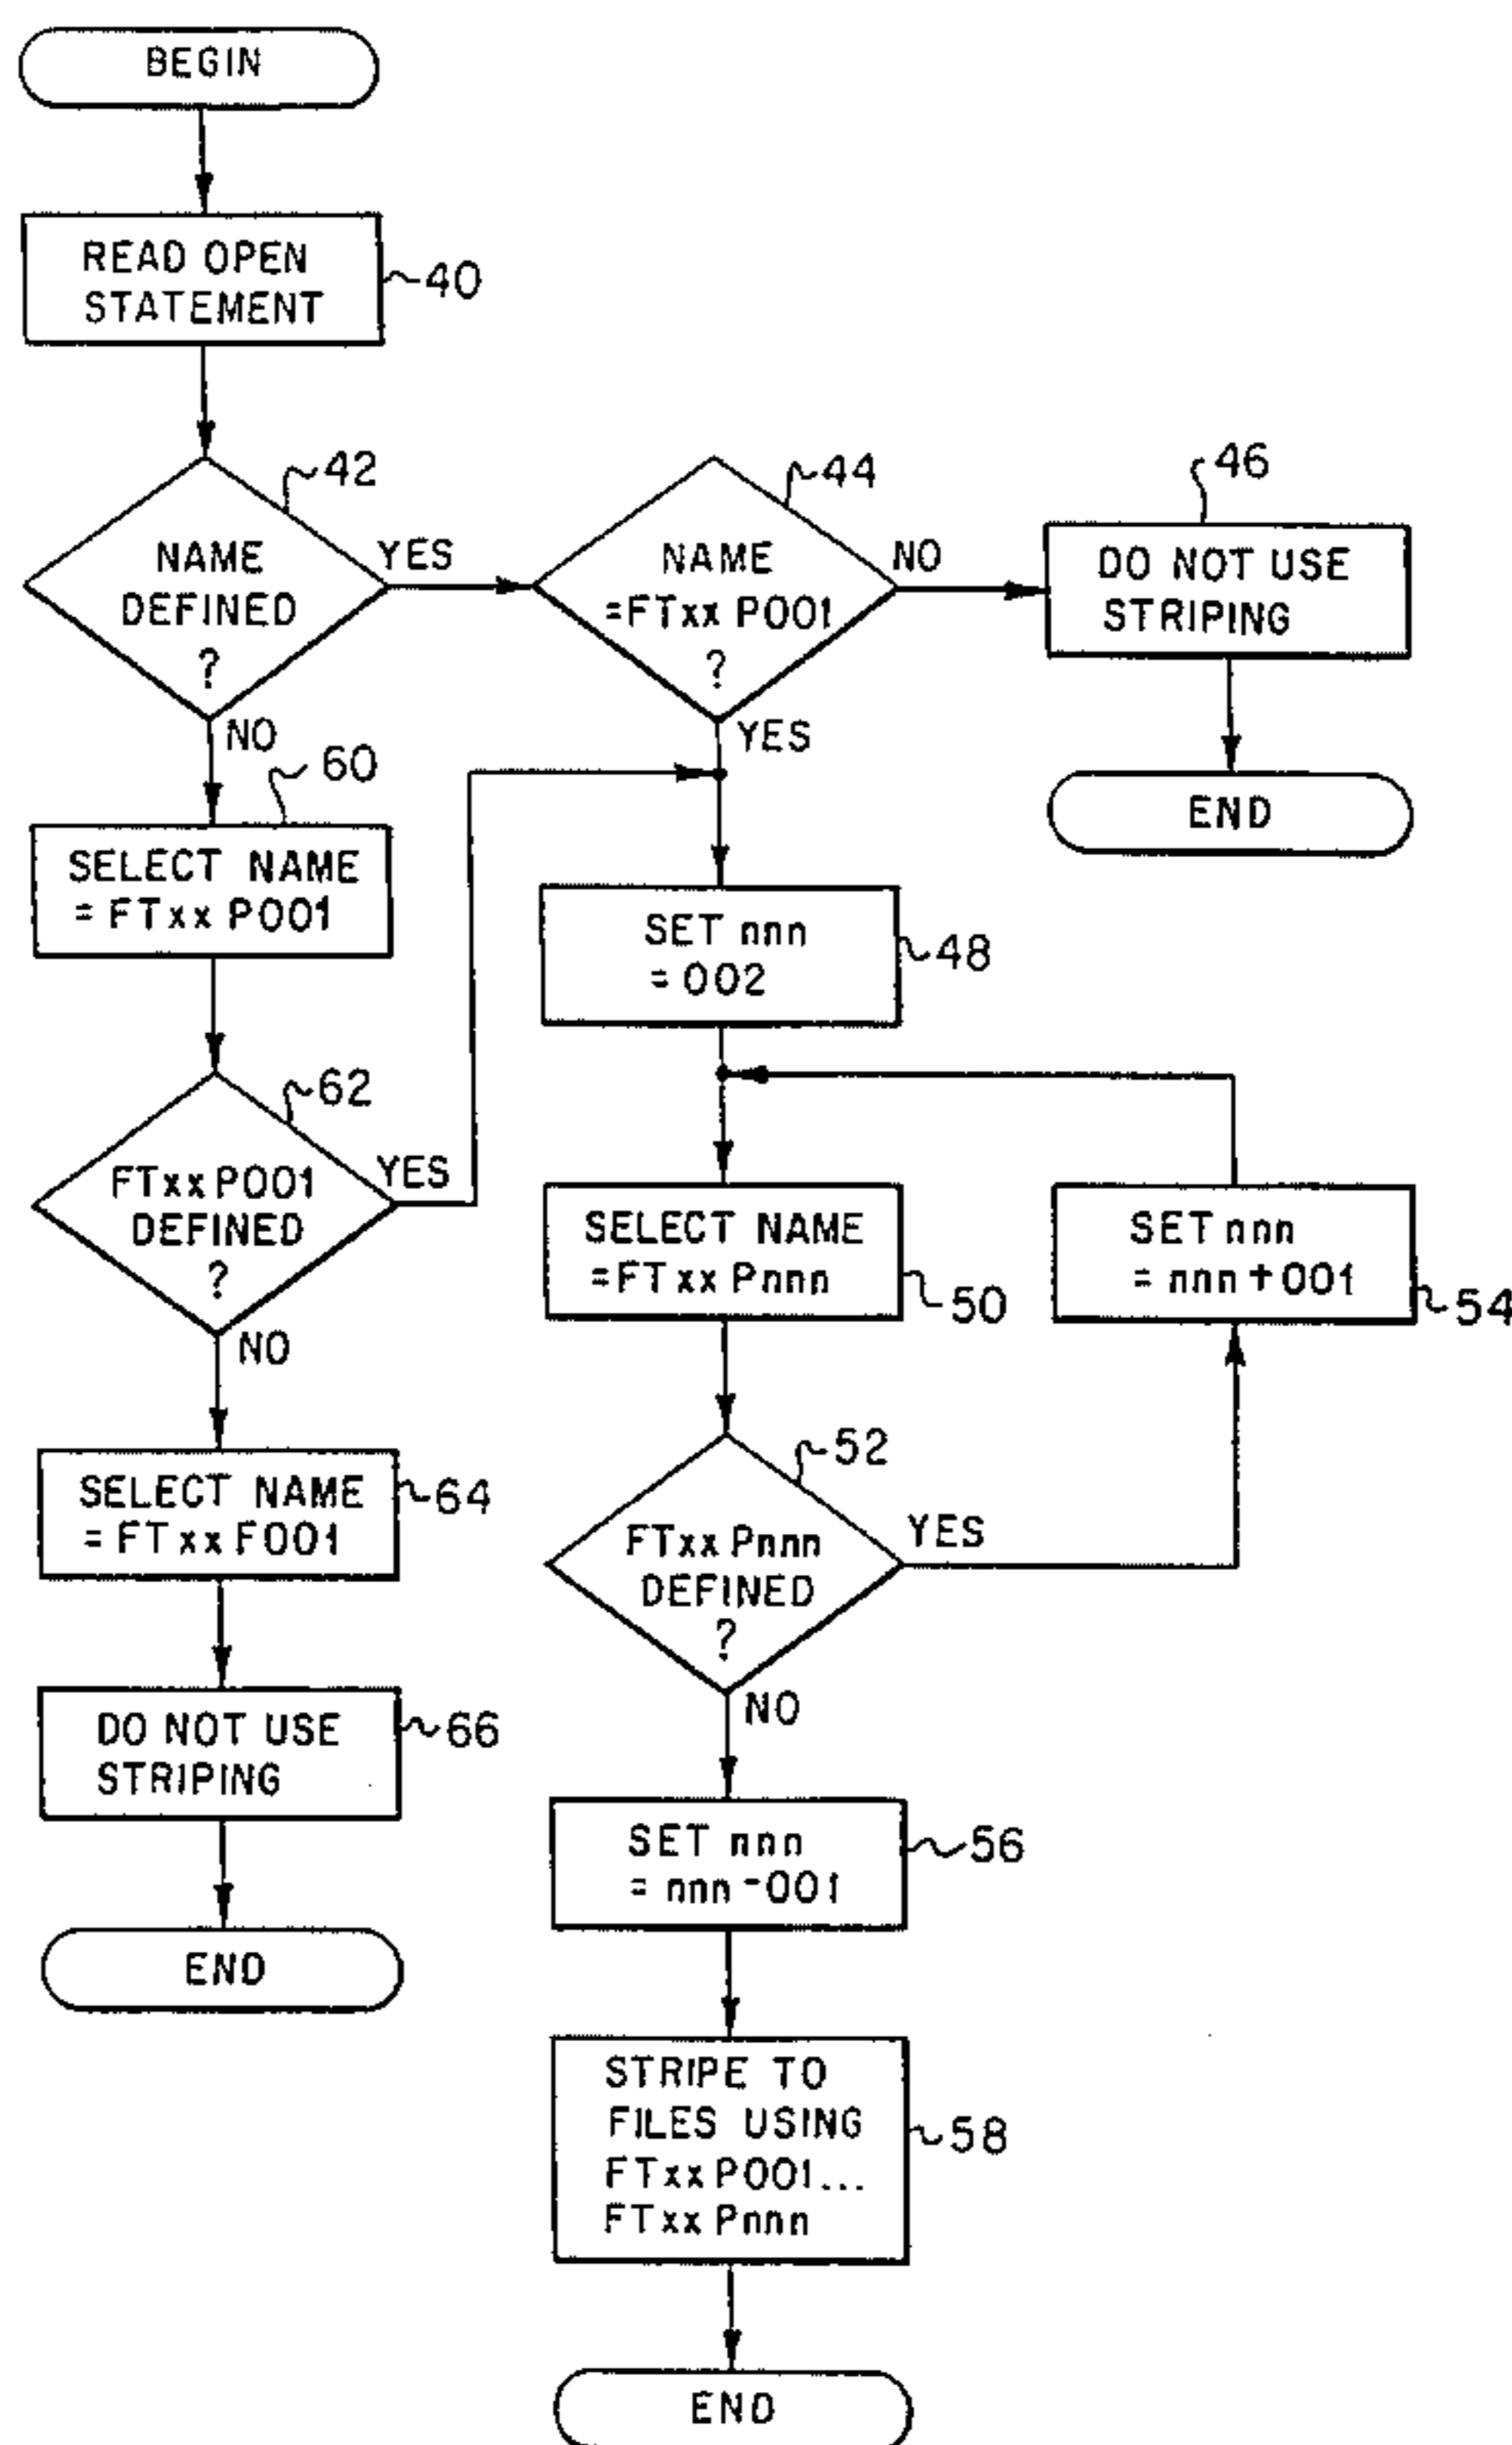 BEGIN
READ OPEN
STATEMENT
40
42
NAME
DEFINED
?
YES
NO
44
NAME
=FTxx P001
?
NO
YES
46
DO NOT USE
STRIPING
END
60
SELECT NAME
= FTxx P001
62
FTxx P001
DEFINED
?
YES
NO
64
SELECT NAME
= FTxx F001
66
DO NOT USE
STRIPING
END
48
SET nnn
= 002
50
SELECT NAME
=FTxx Pnnn
54
SET nnn
= nnn + 001
52
FTxx Pnnn
DEFINED
?
YES
NO
56
SET nnn
= nnn -001
58
STRIPE TO
FILES USING
FTxx P001...
FTxx Pnnn
END